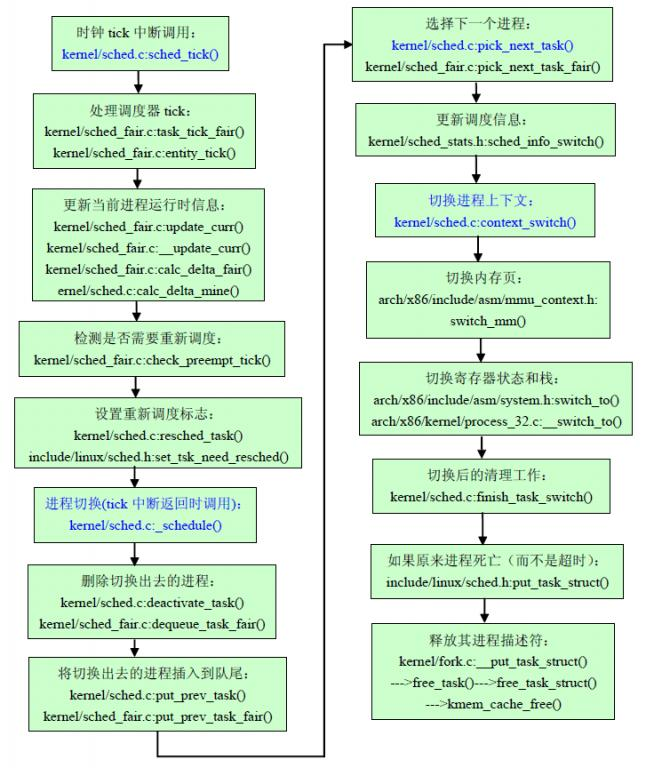 时钟 tick 中断调用：
kernel/sched.c:sched_tick()
处理调度器 tick：
kernel/sched_fair.c:task_tick_fair()
kernel/sched_fair.c:entity_tick()
更新当前进程运行时信息：
kernel/sched_fair.c:update_curr()
kernel/sched_fair.c:__update_curr()
kernel/sched_fair.c:calc_delta_fair()
ernel/sched.c:calc_delta_mine()
检测是否需要重新调度：
kernel/sched_fair.c:check_preempt_tick()
设置重新调度标志：
kernel/sched.c:resched_task()
include/linux/sched.h:set_tsk_need_resched()
进程切换(tick 中断返回时调用)：
kernel/sched.c:_schedule()
删除切换出去的进程：
kernel/sched.c:deactivate_task()
kernel/sched_fair.c:dequeue_task_fair()
将切换出去的进程插入到队尾：
kernel/sched.c:put_prev_task()
kernel/sched_fair.c:put_prev_task_fair()
选择下一个进程：
kernel/sched.c:pick_next_task()
kernel/sched_fair.c:pick_next_task_fair()
更新调度信息：
kernel/sched_stats.h:sched_info_switch()
切换进程上下文：
kernel/sched.c:context_switch()
切换内存页：
arch/x86/include/asm/mmu_context.h:
switch_mm()
切换寄存器状态和栈：
arch/x86/include/asm/system.h:switch_to()
arch/x86/kernel/process_32.c:__switch_to()
切换后的清理工作：
kernel/sched.c:finish_task_switch()
如果原来进程死亡（而不是超时）：
include/linux/sched.h:put_task_struct()
释放其进程描述符：
kernel/fork.c:__put_task_struct()
--->free_task()--->free_task_struct()
--->kmem_cache_free()